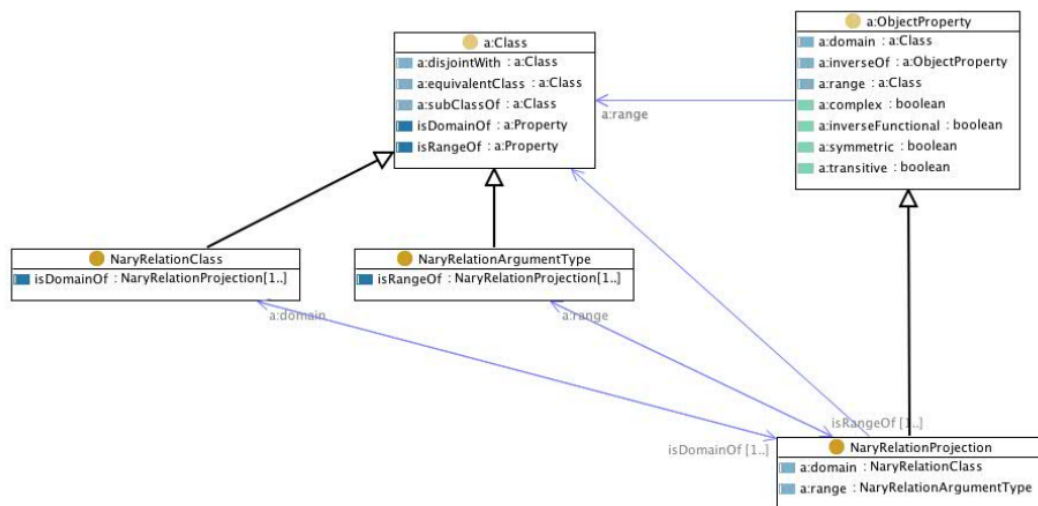 a:Class
a:disjointWith : a:Class
a:equivalentClass : a:Class
a:subClassOf : a:Class
isDomainOf : a:Property
isRangeOf : a:Property
a:ObjectProperty
a:domain : a:Class
a:inverseOf : a:ObjectProperty
a:range : a:Class
a:complex : boolean
a:inverseFunctional : boolean
a:symmetric : boolean
a:transitive : boolean
a:range
NaryRelationClass
isDomainOf : NaryRelationProjection[1..]
NaryRelationArgumentType
isRangeOf : NaryRelationProjection[1..]
a:domain
a:range
isRangeOf [1..]
isDomainOf [1..]
NaryRelationProjection
a:domain : NaryRelationClass
a:range : NaryRelationArgumentType